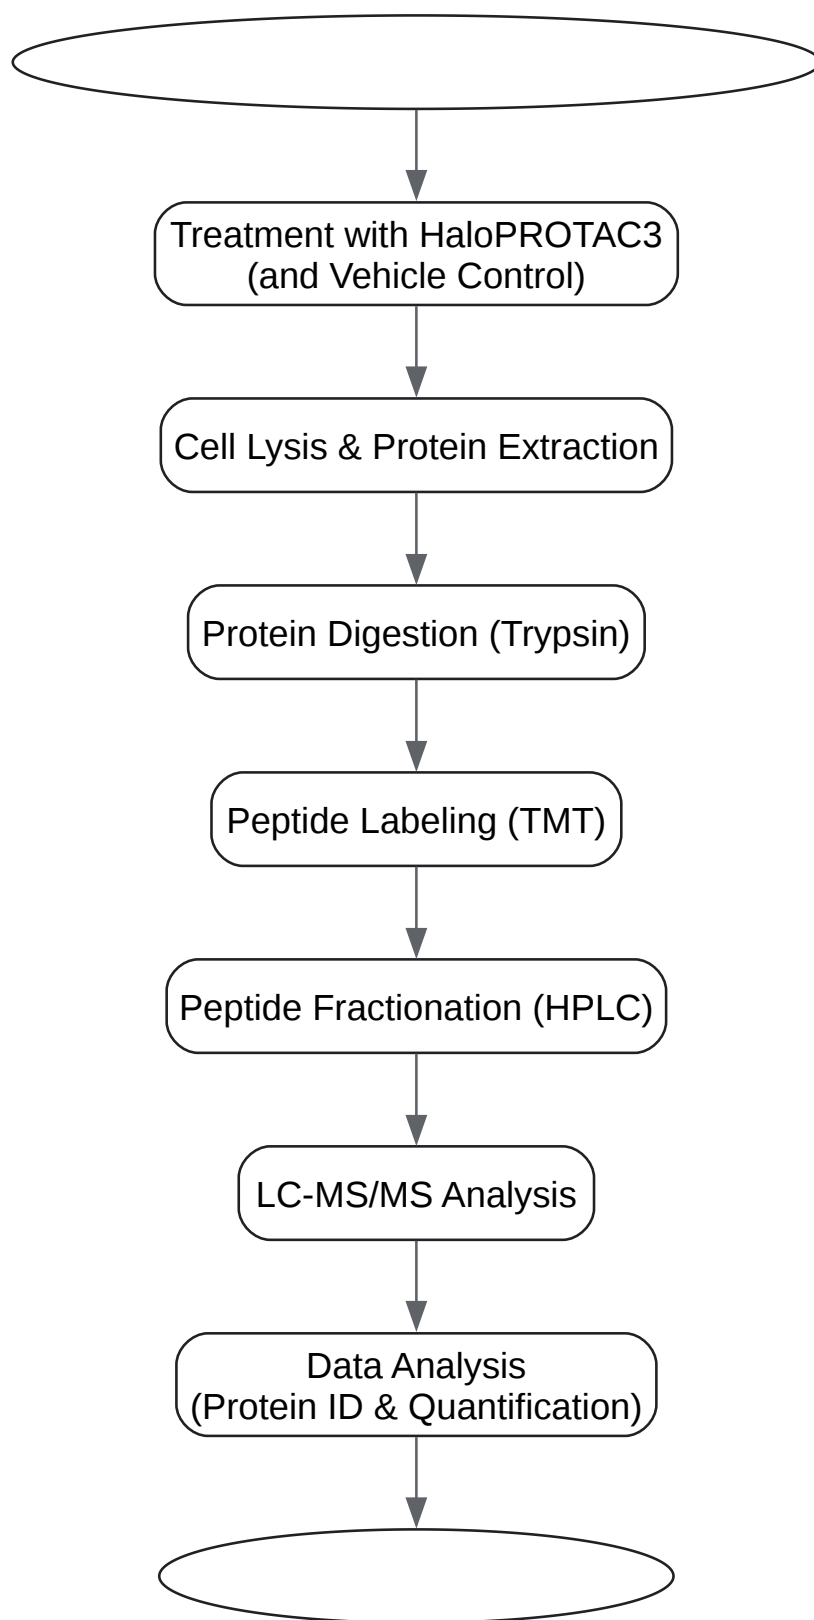 Treatment with HaloPROTAC3
(and Vehicle Control)
Cell Lysis & Protein Extraction
Protein Digestion (Trypsin)
Peptide Labeling (TMT)
Peptide Fractionation (HPLC)
LC-MS/MS Analysis
Data Analysis
(Protein ID & Quantification)